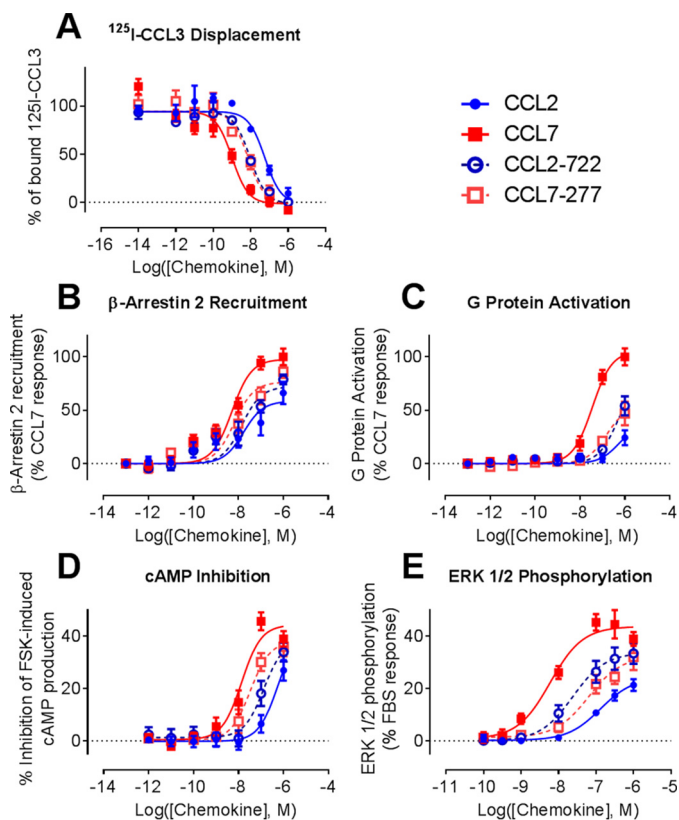 A
¹²⁵I-CCL3 Displacement
% of bound 125I-CCL3
100
50
0
-16 -14 -12 -10 -8 -6 -4
Log([Chemokine], M)
CCL2
CCL7
CCL2-722
CCL7-277
B
β-Arrestin 2 Recruitment
β-Arrestin 2 recruitment
(% CCL7 response)
100
50
0
-14 -12 -10 -8 -6 -4
Log([Chemokine], M)
C
G Protein Activation
G Protein Activation
(% CCL7 response)
100
50
0
-14 -12 -10 -8 -6 -4
Log([Chemokine], M)
D
cAMP Inhibition
% Inhibition of FSK-induced
cAMP production
40
20
0
-14 -12 -10 -8 -6 -4
Log([Chemokine], M)
E
ERK 1/2 Phosphorylation
ERK 1/2 phosphorylation
(% FBS response)
40
20
0
-11 -10 -9 -8 -7 -6 -5
Log([Chemokine], M)